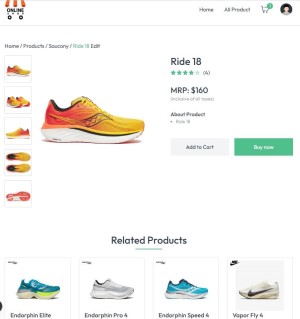 ONLINE
SHOP
Home
All Product
Home / Products / Saucony / Ride 18 Edit
Ride 18
(4)
MRP: $160
(Inclusive of all taxes)
About Product
Ride 18
Add to Cart
Buy now
Related Products
Endorphin Elite
Endorphin Pro 4
Endorphin Speed 4
Vapor Fly 4